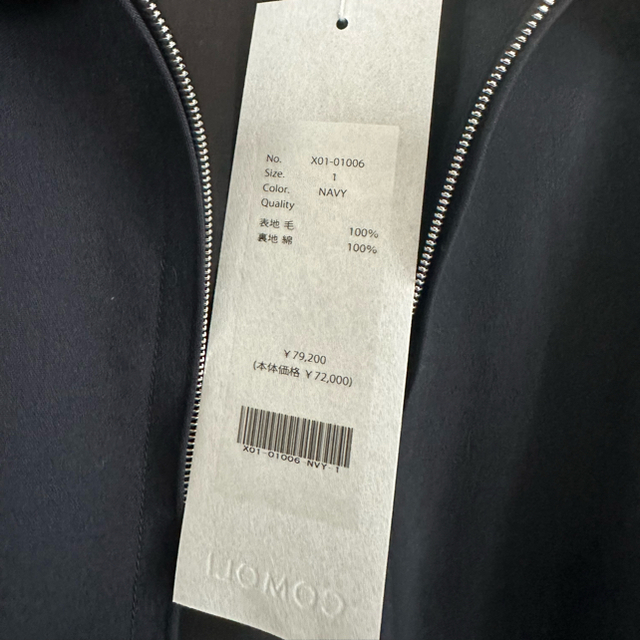 No. X01-01006
Size. 1
Color. NAVY
Quality
表地 毛 100%
裏地 綿 100%
¥79,200
(本体価格 ¥72,000)
X01-01006 NVY-1
COMOLI